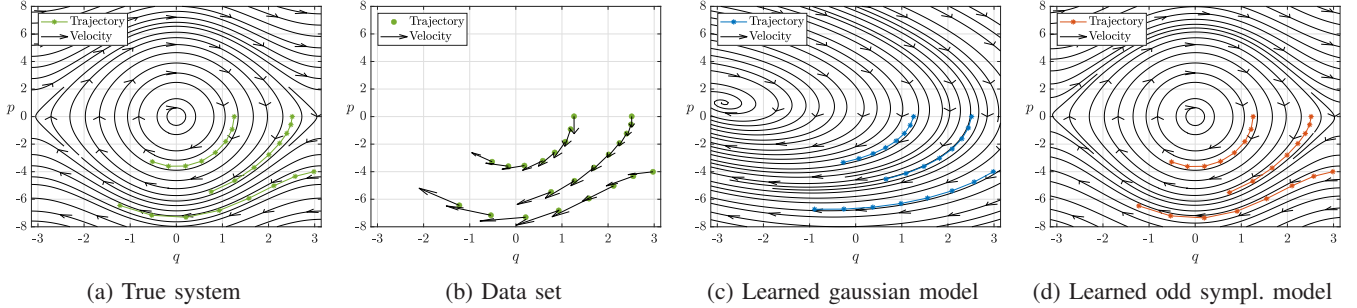 Trajectory
Velocity
8
6
4
2
0
-2
-4
-6
-8
p
-3 -2 -1 0 1 2 3
q
(a) True system
Trajectory
Velocity
8
6
4
2
0
-2
-4
-6
-8
p
-3 -2 -1 0 1 2 3
q
(b) Data set
Trajectory
Velocity
8
6
4
2
0
-2
-4
-6
-8
p
-3 -2 -1 0 1 2 3
q
(c) Learned gaussian model
Trajectory
Velocity
8
6
4
2
0
-2
-4
-6
-8
p
-3 -2 -1 0 1 2 3
q
(d) Learned odd sympl. model